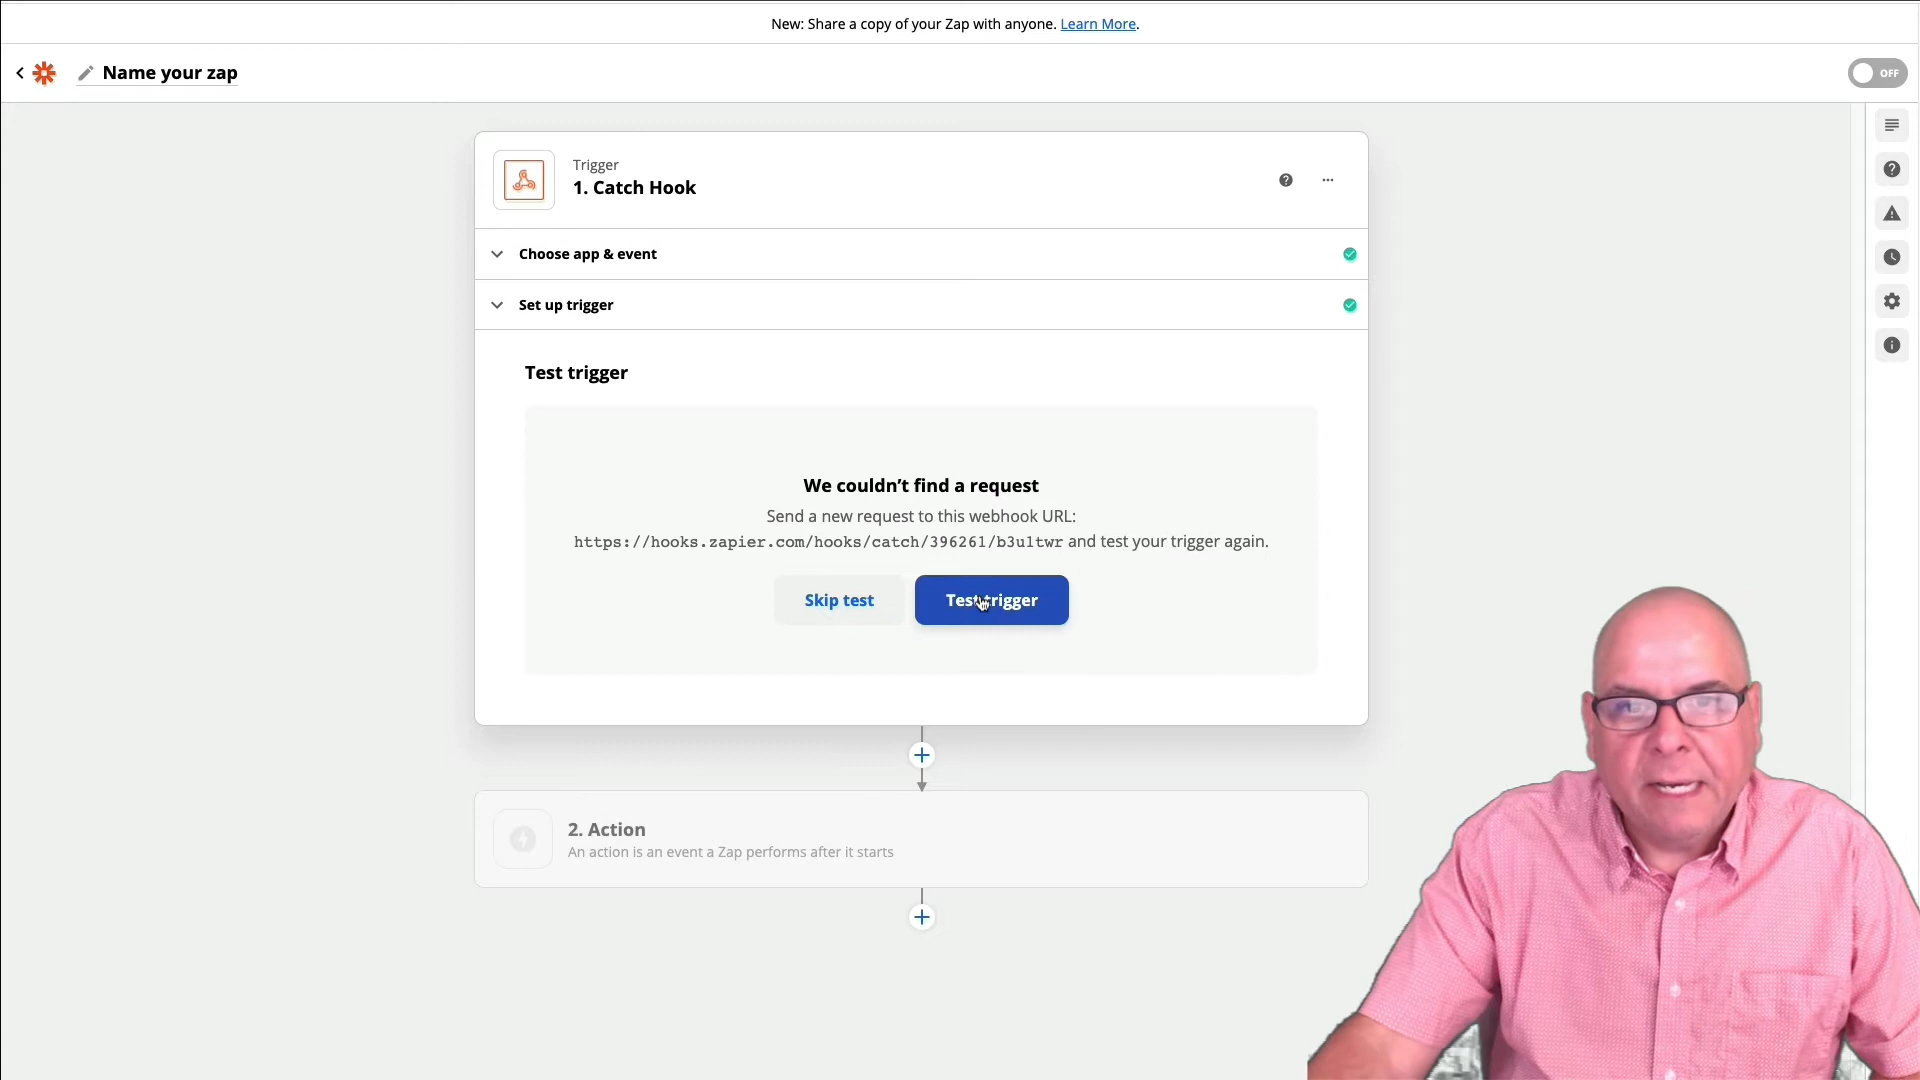 New: Share a copy of your Zap with anyone. Learn More.
Name your zap
OFF
Trigger
1. Catch Hook
Choose app & event
Set up trigger
Test trigger
We couldn’t find a request
Send a new request to this webhook URL:
https://hooks.zapier.com/hooks/catch/396261/b3u1twr and test your trigger again.
Skip test
Test trigger
2. Action
An action is an event a Zap performs after it starts